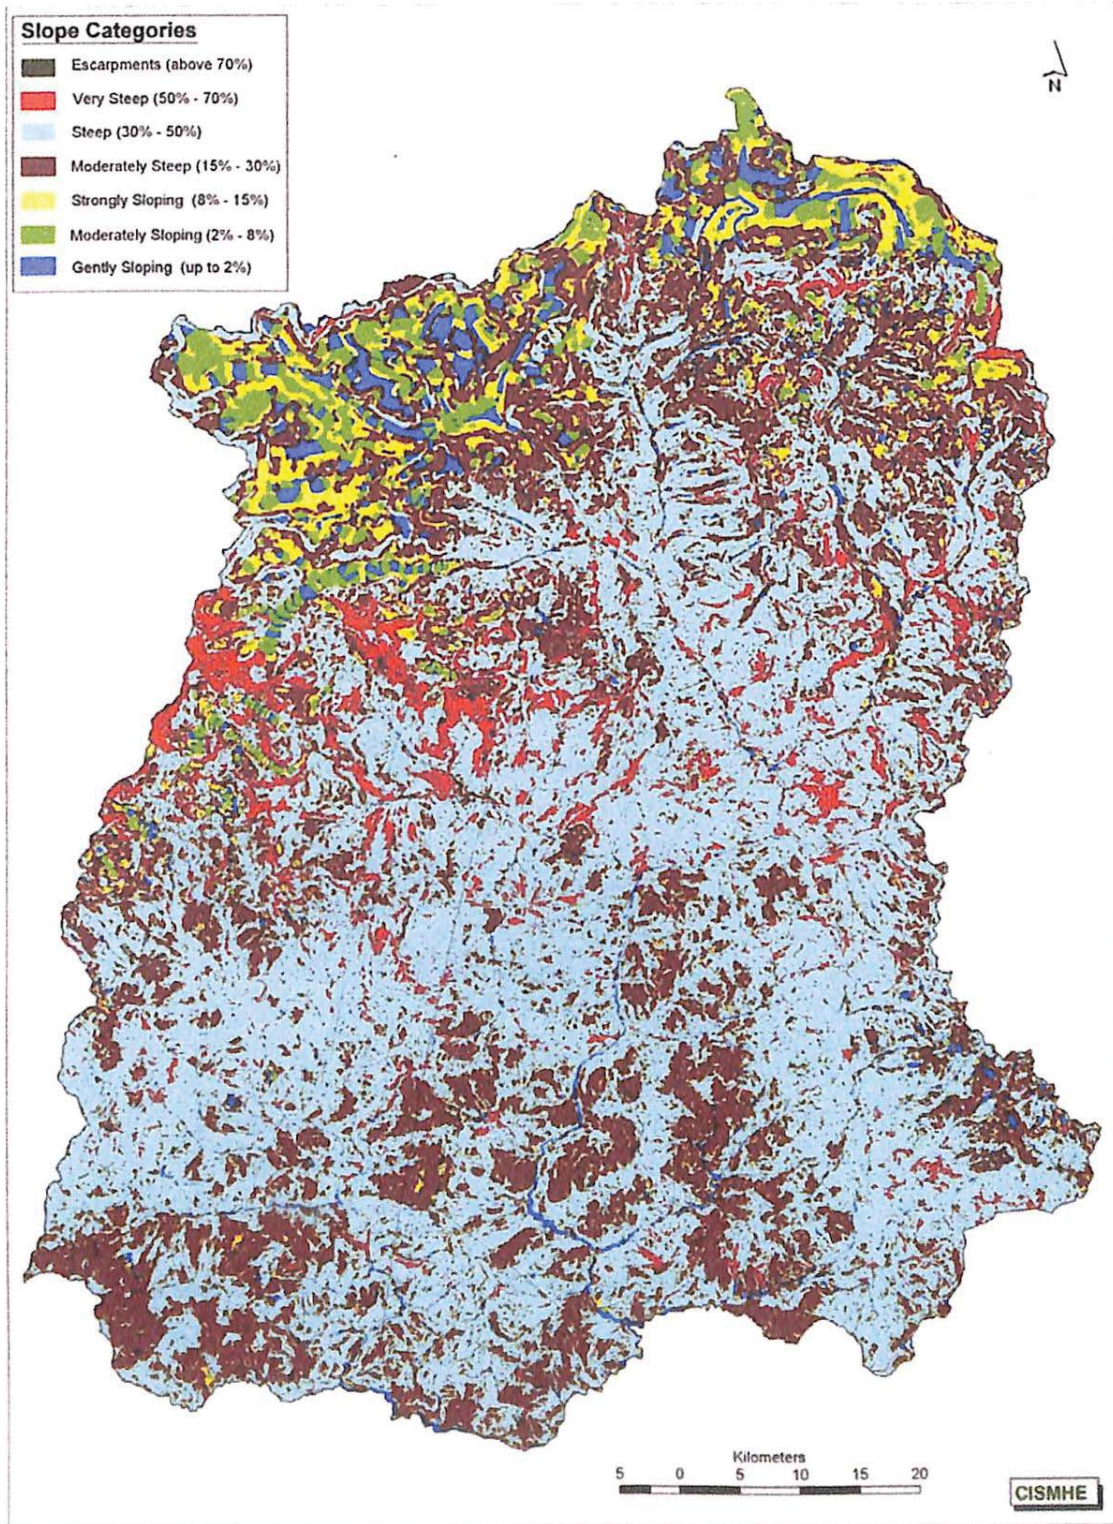 Slope Categories
Escarpments (above 70%)
Very Steep (50% - 70%)
Steep (30% - 50%)
Moderately Steep (15% - 30%)
Strongly Sloping (8% - 15%)
Moderately Sloping (2% - 8%)
Gently Sloping (up to 2%)
N
Kilometers
5 0 5 10 15 20
CISMHE